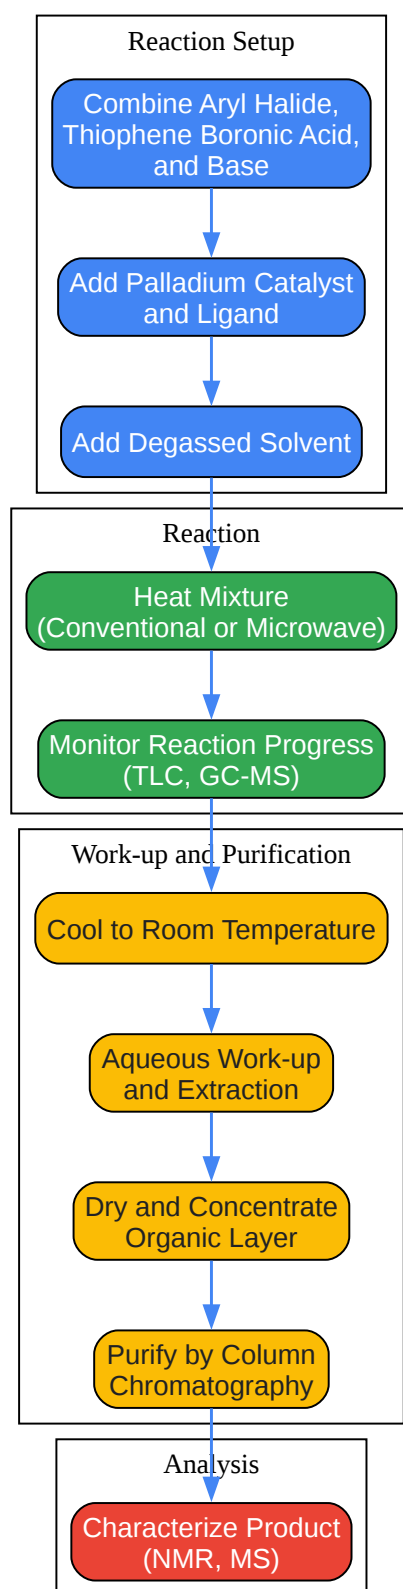 Reaction Setup
Combine Aryl Halide,
Thiophene Boronic Acid,
and Base
Add Palladium Catalyst
and Ligand
Add Degassed Solvent
Reaction
Heat Mixture
(Conventional or Microwave)
Monitor Reaction Progress
(TLC, GC-MS)
Work-up and Purification
Cool to Room Temperature
Aqueous Work-up
and Extraction
Dry and Concentrate
Organic Layer
Purify by Column
Chromatography
Analysis
Characterize Product
(NMR, MS)